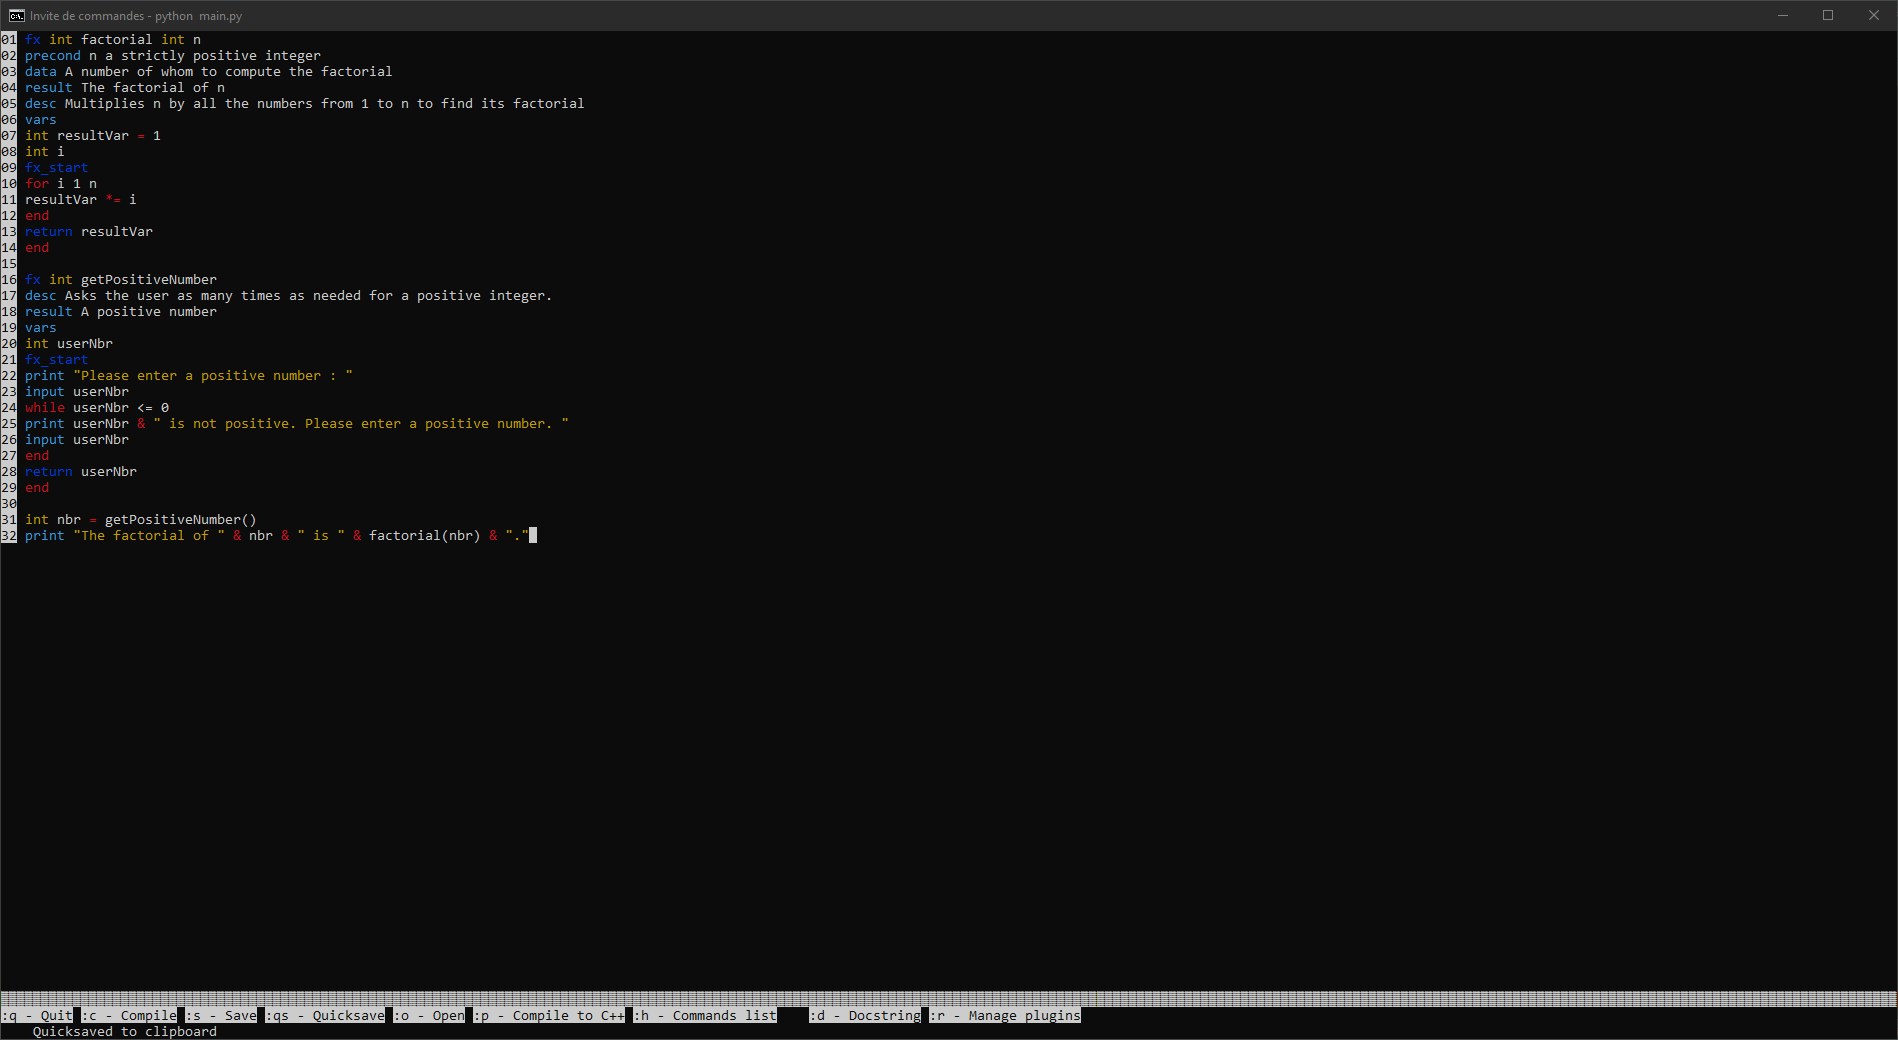 Invite de commandes - python  main.py
01 fx int factorial int n
02 precond n a strictly positive integer
03 data A number of whom to compute the factorial
04 result The factorial of n
05 desc Multiplies n by all the numbers from 1 to n to find its factorial
06 vars
07 int resultVar = 1
08 int i
09 fx_start
10 for i 1 n
11 resultVar *= i
12 end
13 return resultVar
14 end
15
16 fx int getPositiveNumber
17 desc Asks the user as many times as needed for a positive integer.
18 result A positive number
19 vars
20 int userNbr
21 fx_start
22 print "Please enter a positive number : "
23 input userNbr
24 while userNbr <= 0
25 print userNbr & " is not positive. Please enter a positive number. "
26 input userNbr
27 end
28 return userNbr
29 end
30
31 int nbr = getPositiveNumber()
32 print "The factorial of " & nbr & " is " & factorial(nbr) & "."
:q - Quit :c - Compile :s - Save :qs - Quicksave :o - Open :p - Compile to C++ :h - Commands list    :d - Docstring :r - Manage plugins
Quicksaved to clipboard